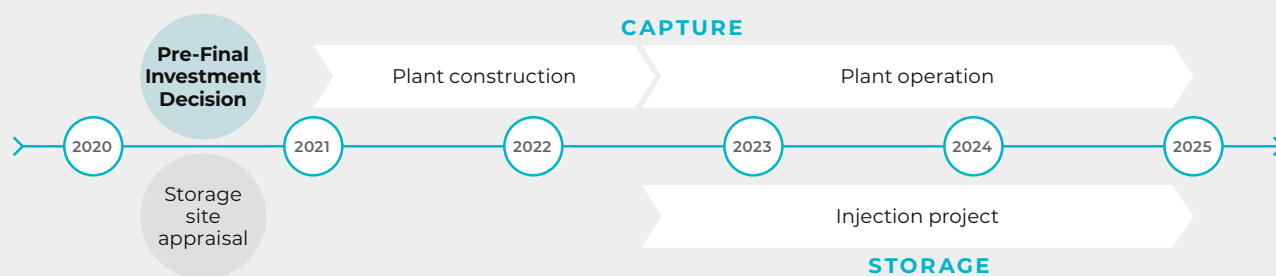 CAPTURE
Pre-Final
Investment
Decision
Plant construction
Plant operation
2020
2021
2022
2023
2024
2025
Storage
site
appraisal
Injection project
STORAGE